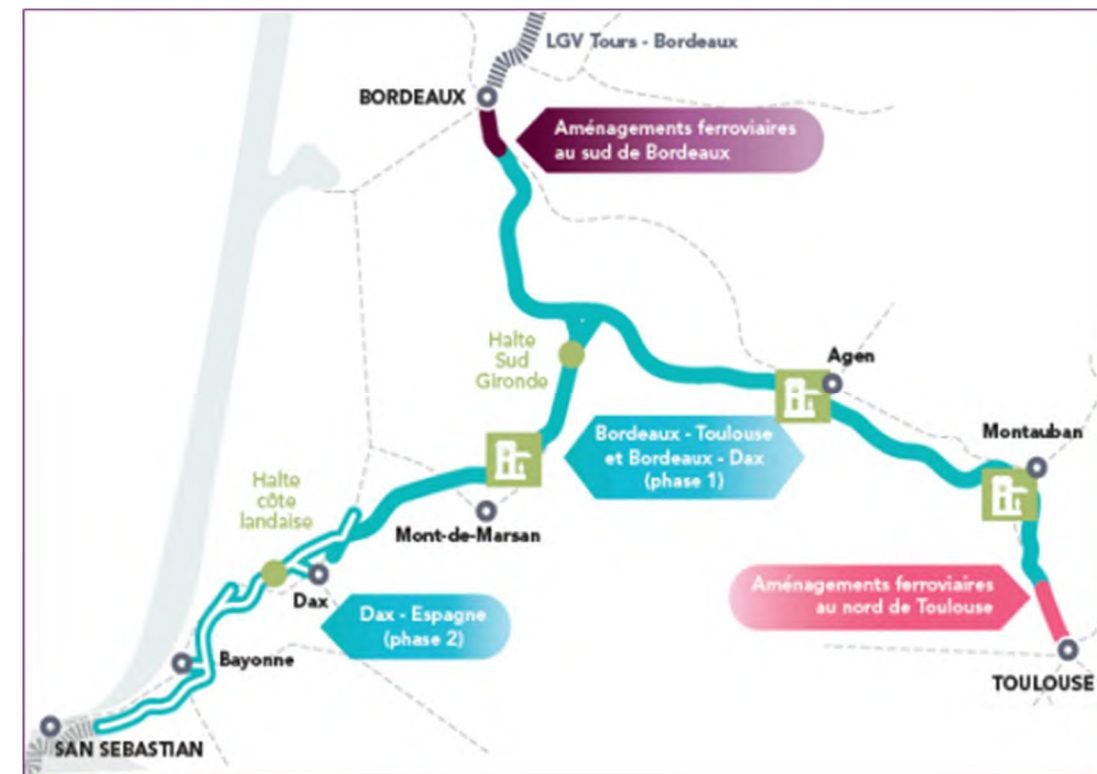 LGV Tours - Bordeaux
BORDEAUX
Aménagements ferroviaires
au sud de Bordeaux
Halte
Sud
Gironde
Agen
Bordeaux - Toulouse
et Bordeaux - Dax
(phase 1)
Montauban
Halte
côte
landaise
Mont-de-Marsan
Dax
Dax - Espagne
(phase 2)
Aménagements ferroviaires
au nord de Toulouse
Bayonne
TOULOUSE
SAN SEBASTIAN